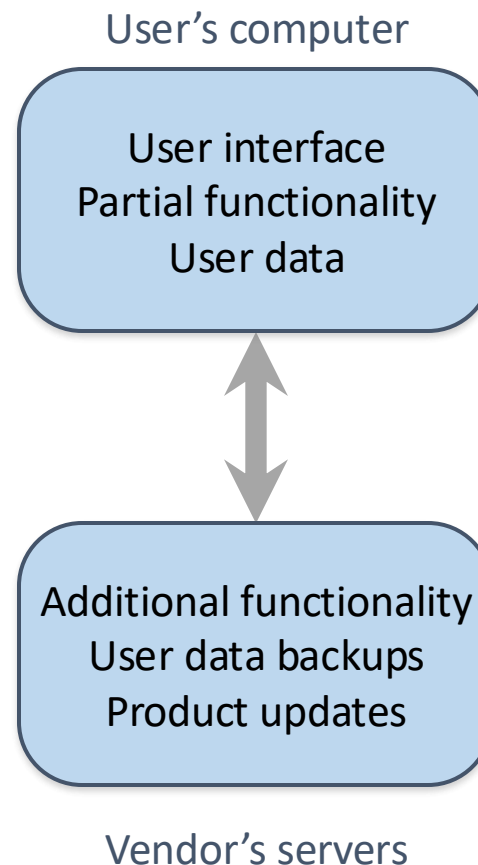 User’s computer
User interface
Partial functionality
User data
Additional functionality
User data backups
Product updates
Vendor’s servers